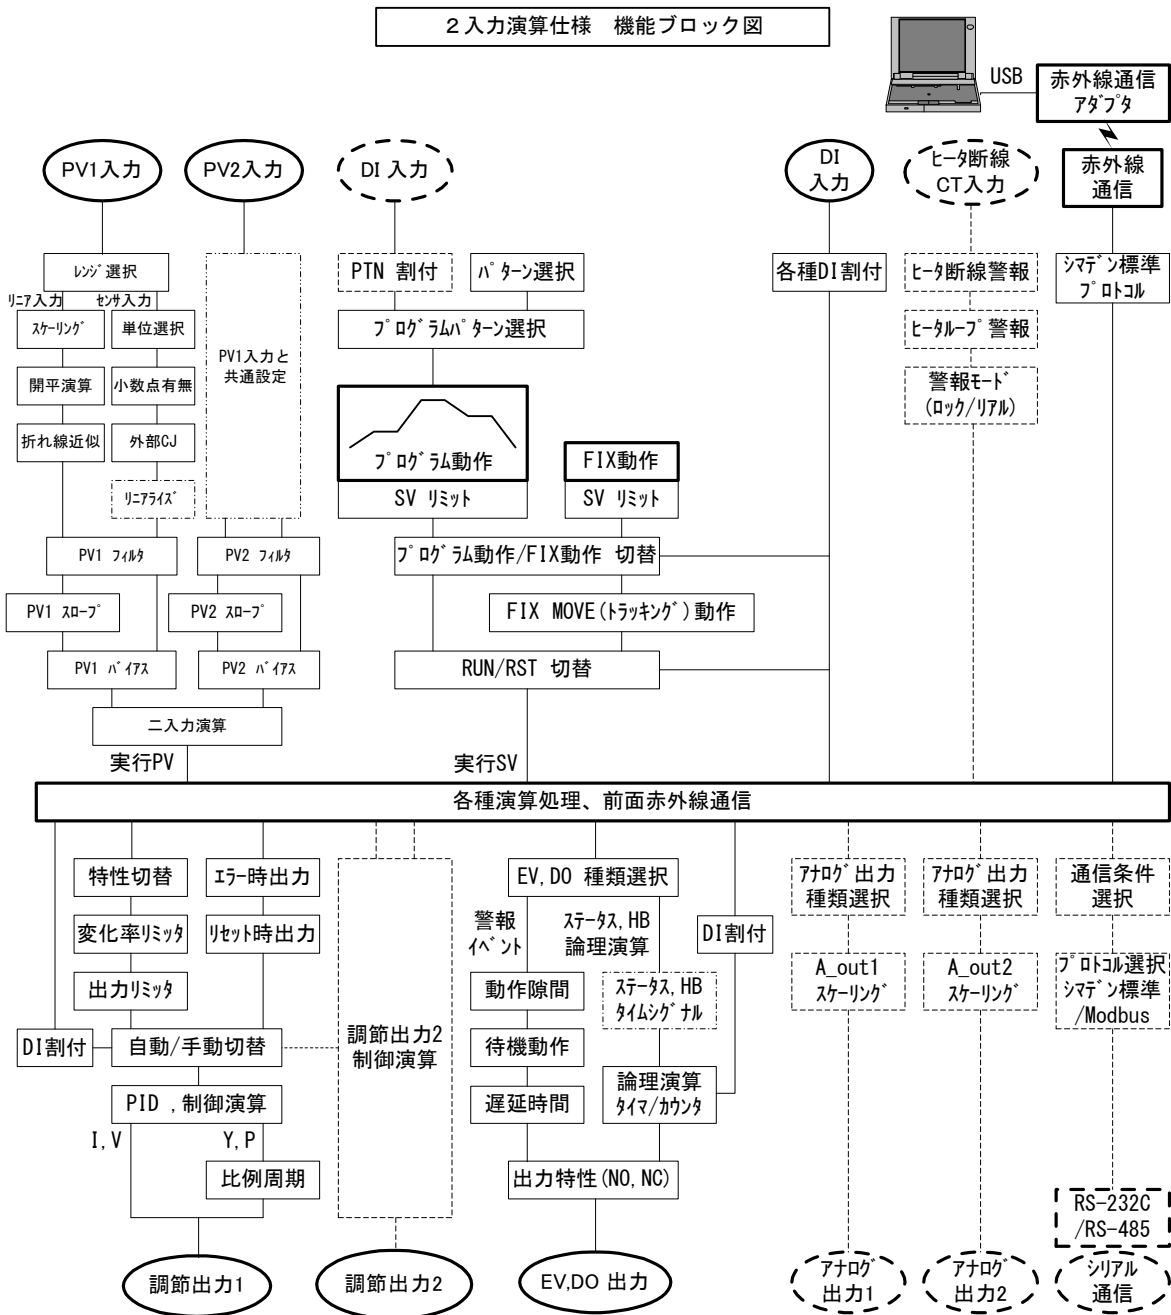 2入力演算仕様 機能ブロック図
USB
赤外線通信
アダプタ
PV1入力
PV2入力
DI 入力
DI
入力
ヒータ断線
CT入力
赤外線
通信
レンジ選択
PTN 割付
パターン選択
各種DI割付
ヒータ断線警報
シマデン標準
プロトコル
リニア入力
センサ入力
スケーリング
単位選択
プログラムパターン選択
ヒータループ警報
PV1入力と
共通設定
開平演算
小数点有無
警報モード
(ロック/リアル)
折れ線近似
外部CJ
プログラム動作
FIX動作
リニアライズ
SV リミット
SV リミット
PV1 フィルタ
PV2 フィルタ
プログラム動作/FIX動作 切替
PV1 スロープ
PV2 スロープ
FIX MOVE(トラッキング)動作
PV1 バイアス
PV2 バイアス
RUN/RST 切替
二入力演算
実行PV
実行SV
各種演算処理、前面赤外線通信
特性切替
エラー時出力
EV,DO 種類選択
アナログ出力
種類選択
アナログ出力
種類選択
通信条件
選択
変化率リミッタ
リセット時出力
警報
イベント
ステータス,HB
論理演算
DI割付
出力リミッタ
動作隙間
ステータス,HB
タイムシグナル
A_out1
スケーリング
A_out2
スケーリング
プロトコル選択
シマデン標準
/Modbus
DI割付
自動/手動切替
調節出力2
制御演算
待機動作
PID ,制御演算
遅延時間
論理演算
タイマ/カウンタ
I,V
Y,P
比例周期
出力特性(NO,NC)
RS-232C
/RS-485
調節出力1
調節出力2
EV,DO 出力
アナログ
出力1
アナログ
出力2
シリアル
通信